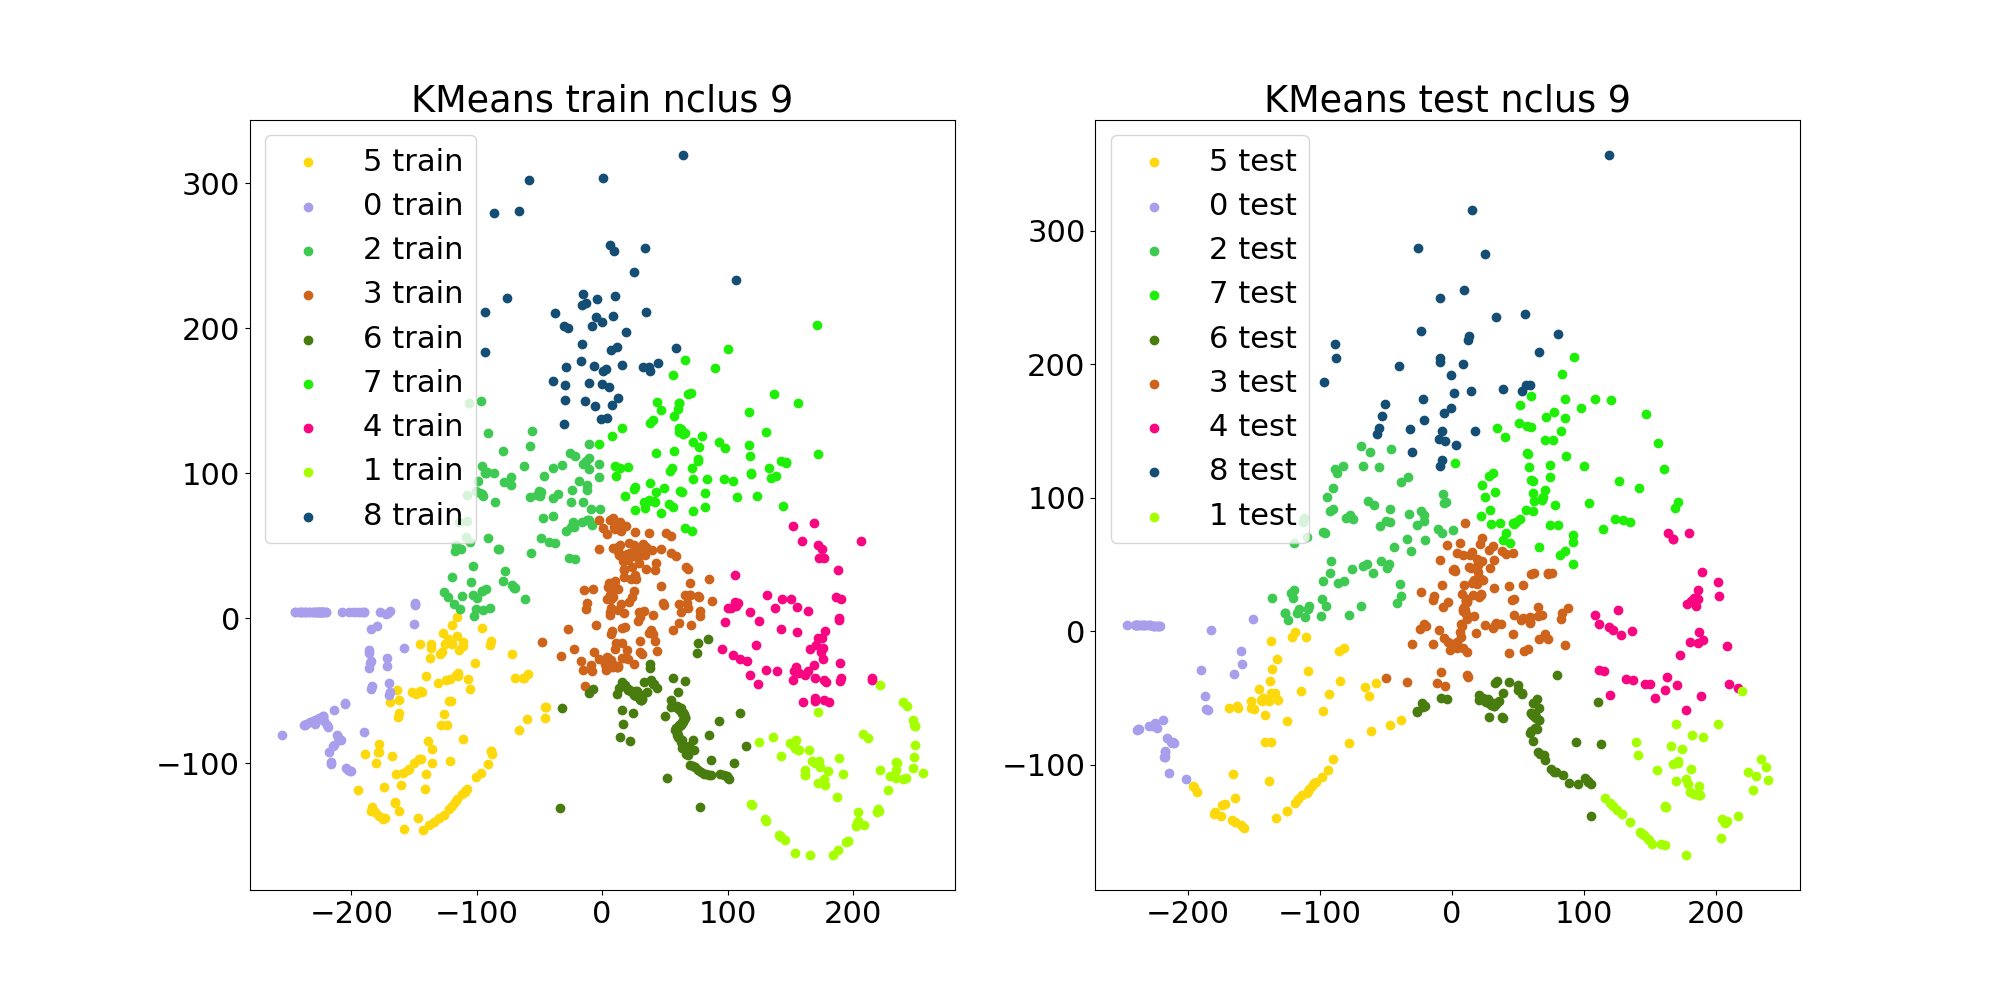 KMeans train nclus 9
300
200
100
0
−100
−200
−100
0
100
200
5 train
0 train
2 train
3 train
6 train
7 train
4 train
1 train
8 train
KMeans test nclus 9
300
200
100
0
−100
−200
−100
0
100
200
5 test
0 test
2 test
7 test
6 test
3 test
4 test
8 test
1 test